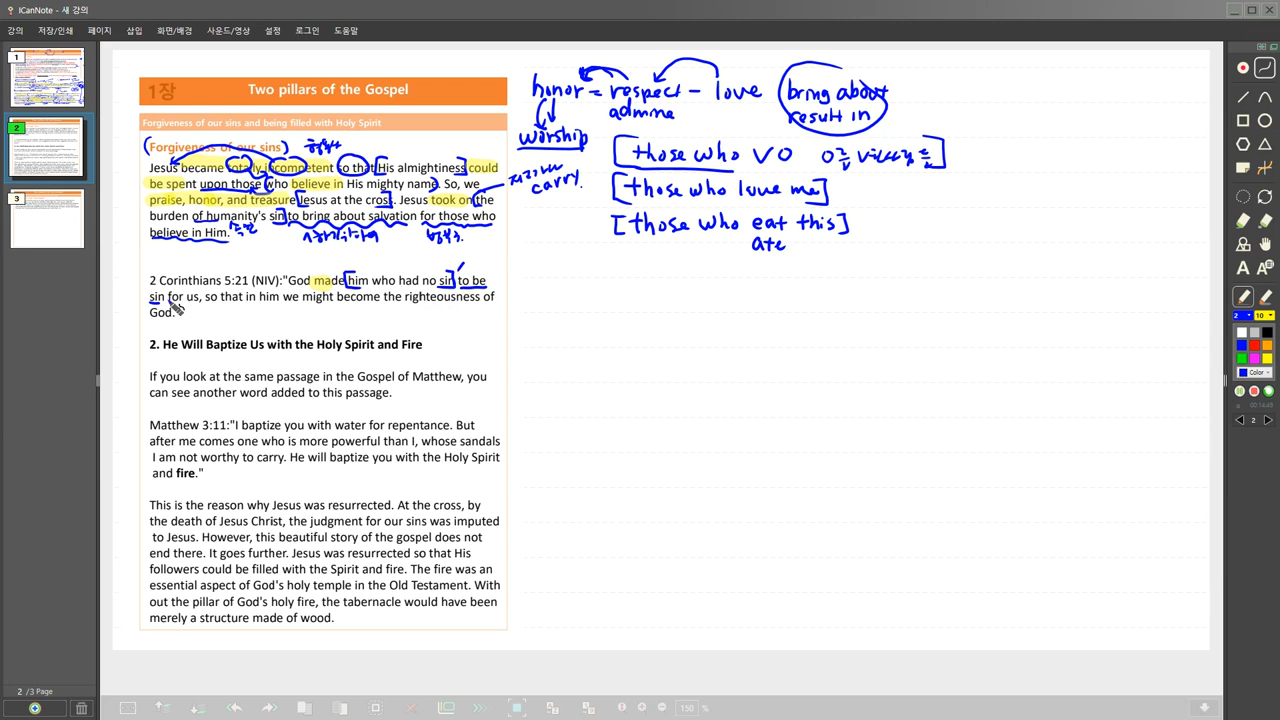 ICanNote - 새 강의
강의 저장/인쇄 페이지 삽입 화면/배경 사운드/영상 설정 로그인 도움말
1
2
3
1장 Two pillars of the Gospel
Forgiveness of our sins and being filled with Holy Spirit
(Forgiveness of our sins)
Jesus became totally incompetent so that His almightiness could
be spent upon those who believe in His mighty name. So, we
praise, honor, and treasure Jesus at the cross. Jesus took on the
burden of humanity's sin to bring about salvation for those who
believe in Him.
2 Corinthians 5:21 (NIV):"God made him who had no sin to be
sin for us, so that in him we might become the righteousness of
God."
2. He Will Baptize Us with the Holy Spirit and Fire
If you look at the same passage in the Gospel of Matthew, you
can see another word added to this passage.
Matthew 3:11:"I baptize you with water for repentance. But
after me comes one who is more powerful than I, whose sandals
I am not worthy to carry. He will baptize you with the Holy Spirit
and fire."
This is the reason why Jesus was resurrected. At the cross, by
the death of Jesus Christ, the judgment for our sins was imputed
to Jesus. However, this beautiful story of the gospel does not
end there. It goes further. Jesus was resurrected so that His
followers could be filled with the Spirit and fire. The fire was an
essential aspect of God's holy temple in the Old Testament. With
out the pillar of God's holy fire, the tabernacle would have been
merely a structure made of wood.
honor = respect - love
admire
worship
carry.
bring about
result in
[those who V O
[those who love me]
[those who eat this]
ate
2 10
Color
00:14:49
2
2 /3 Page
150 %